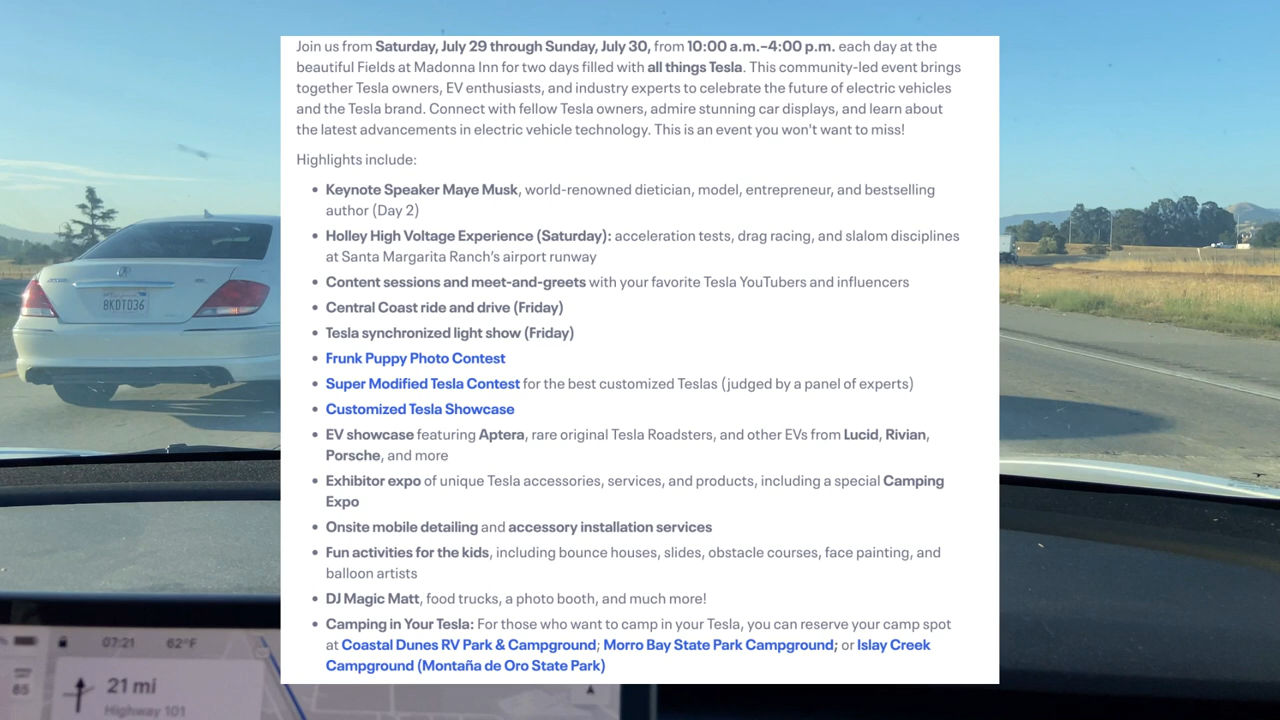 Join us from Saturday, July 29 through Sunday, July 30, from 10:00 a.m.–4:00 p.m. each day at the
beautiful Fields at Madonna Inn for two days filled with all things Tesla. This community-led event brings
together Tesla owners, EV enthusiasts, and industry experts to celebrate the future of electric vehicles
and the Tesla brand. Connect with fellow Tesla owners, admire stunning car displays, and learn about
the latest advancements in electric vehicle technology. This is an event you won't want to miss!
Highlights include:
• Keynote Speaker Maye Musk, world-renowned dietician, model, entrepreneur, and bestselling
author (Day 2)
• Holley High Voltage Experience (Saturday): acceleration tests, drag racing, and slalom disciplines
at Santa Margarita Ranch's airport runway
• Content sessions and meet-and-greets with your favorite Tesla YouTubers and influencers
• Central Coast ride and drive (Friday)
• Tesla synchronized light show (Friday)
• Frunk Puppy Photo Contest
• Super Modified Tesla Contest for the best customized Teslas (judged by a panel of experts)
• Customized Tesla Showcase
• EV showcase featuring Aptera, rare original Tesla Roadsters, and other EVs from Lucid, Rivian,
Porsche, and more
• Exhibitor expo of unique Tesla accessories, services, and products, including a special Camping
Expo
• Onsite mobile detailing and accessory installation services
• Fun activities for the kids, including bounce houses, slides, obstacle courses, face painting, and
balloon artists
• DJ Magic Matt, food trucks, a photo booth, and much more!
• Camping in Your Tesla: For those who want to camp in your Tesla, you can reserve your camp spot
at Coastal Dunes RV Park & Campground; Morro Bay State Park Campground; or Islay Creek
Campground (Montaña de Oro State Park)
8KDT036
07:21 62°F
65
21 mi
Highway 101